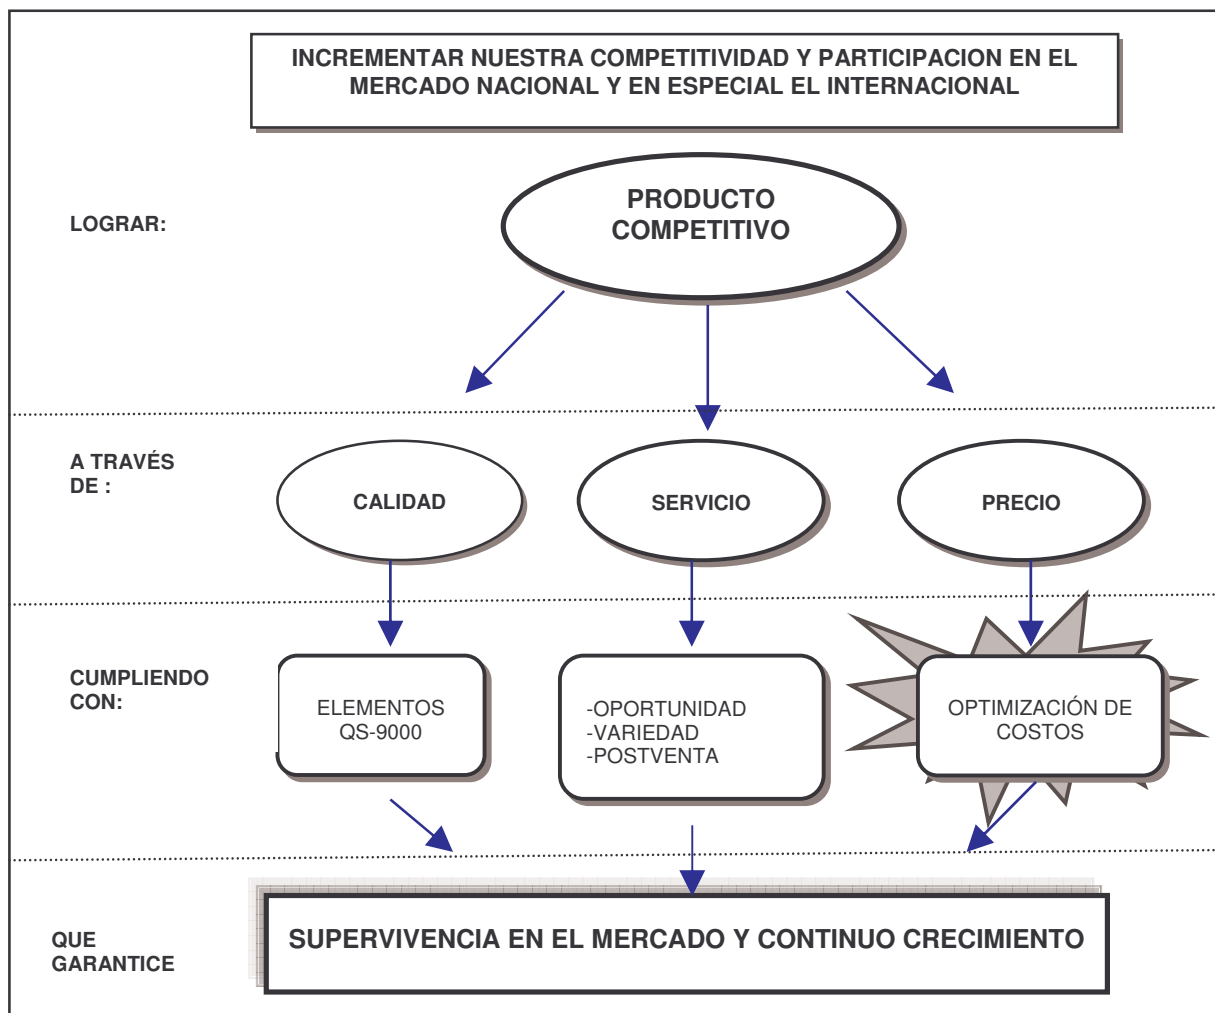 INCREMENTAR NUESTRA COMPETITIVIDAD Y PARTICIPACION EN EL
MERCADO NACIONAL Y EN ESPECIAL EL INTERNACIONAL
LOGRAR:
PRODUCTO
COMPETITIVO
A TRAVÉS
DE :
CALIDAD
SERVICIO
PRECIO
CUMPLIENDO
CON:
ELEMENTOS
QS-9000
-OPORTUNIDAD
-VARIEDAD
-POSTVENTA
OPTIMIZACIÓN DE
COSTOS
QUE
GARANTICE
SUPERVIVENCIA EN EL MERCADO Y CONTINUO CRECIMIENTO